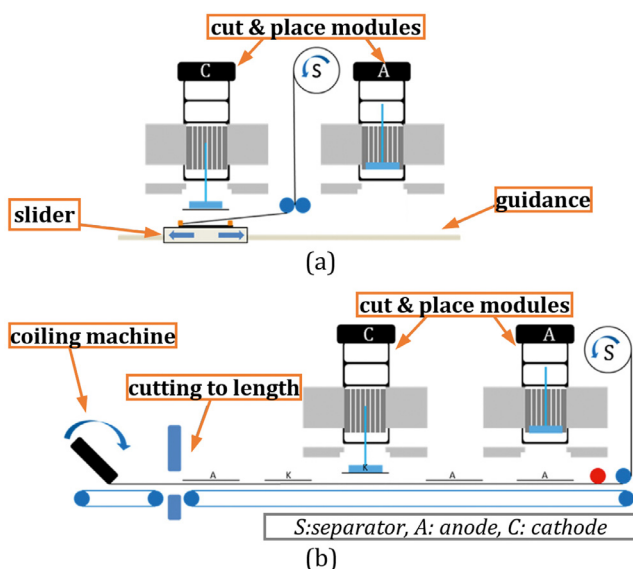 cut & place modules
C
S
A
slider
guidance
(a)
cut & place modules
coiling machine
C
A
S
cutting to length
A
K
K
A
A
S:separator, A: anode, C: cathode
(b)